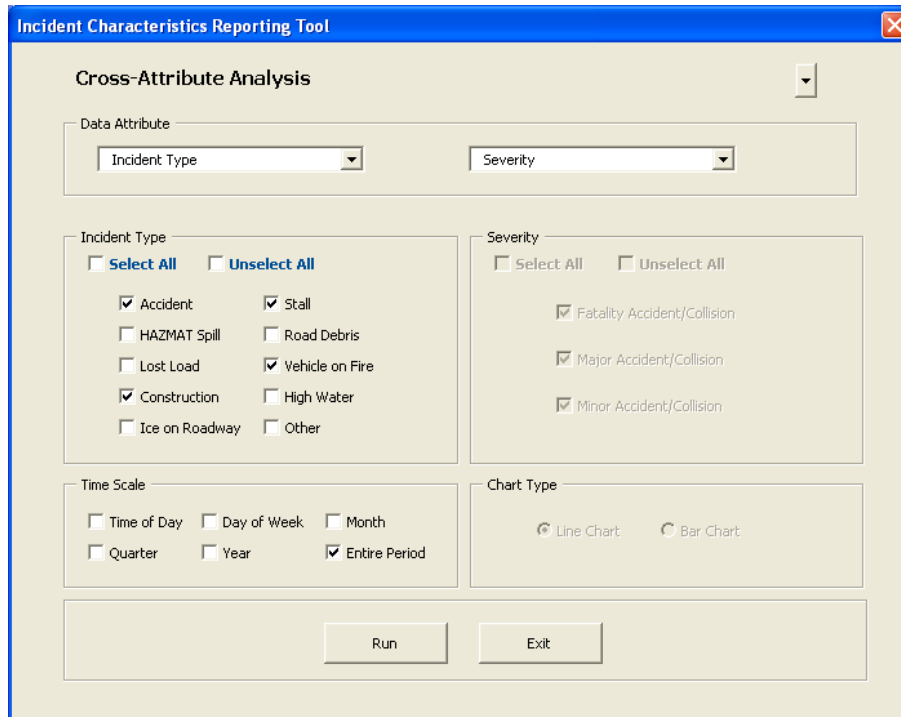 Incident Characteristics Reporting Tool
Cross-Attribute Analysis
Data Attribute
Incident Type
Severity
Incident Type
Select All Unselect All
Accident Stall
HAZMAT Spill Road Debris
Lost Load Vehicle on Fire
Construction High Water
Ice on Roadway Other
Severity
Select All Unselect All
Fatality Accident/Collision
Major Accident/Collision
Minor Accident/Collision
Time Scale
Time of Day Day of Week Month
Quarter Year Entire Period
Chart Type
Line Chart Bar Chart
Run Exit